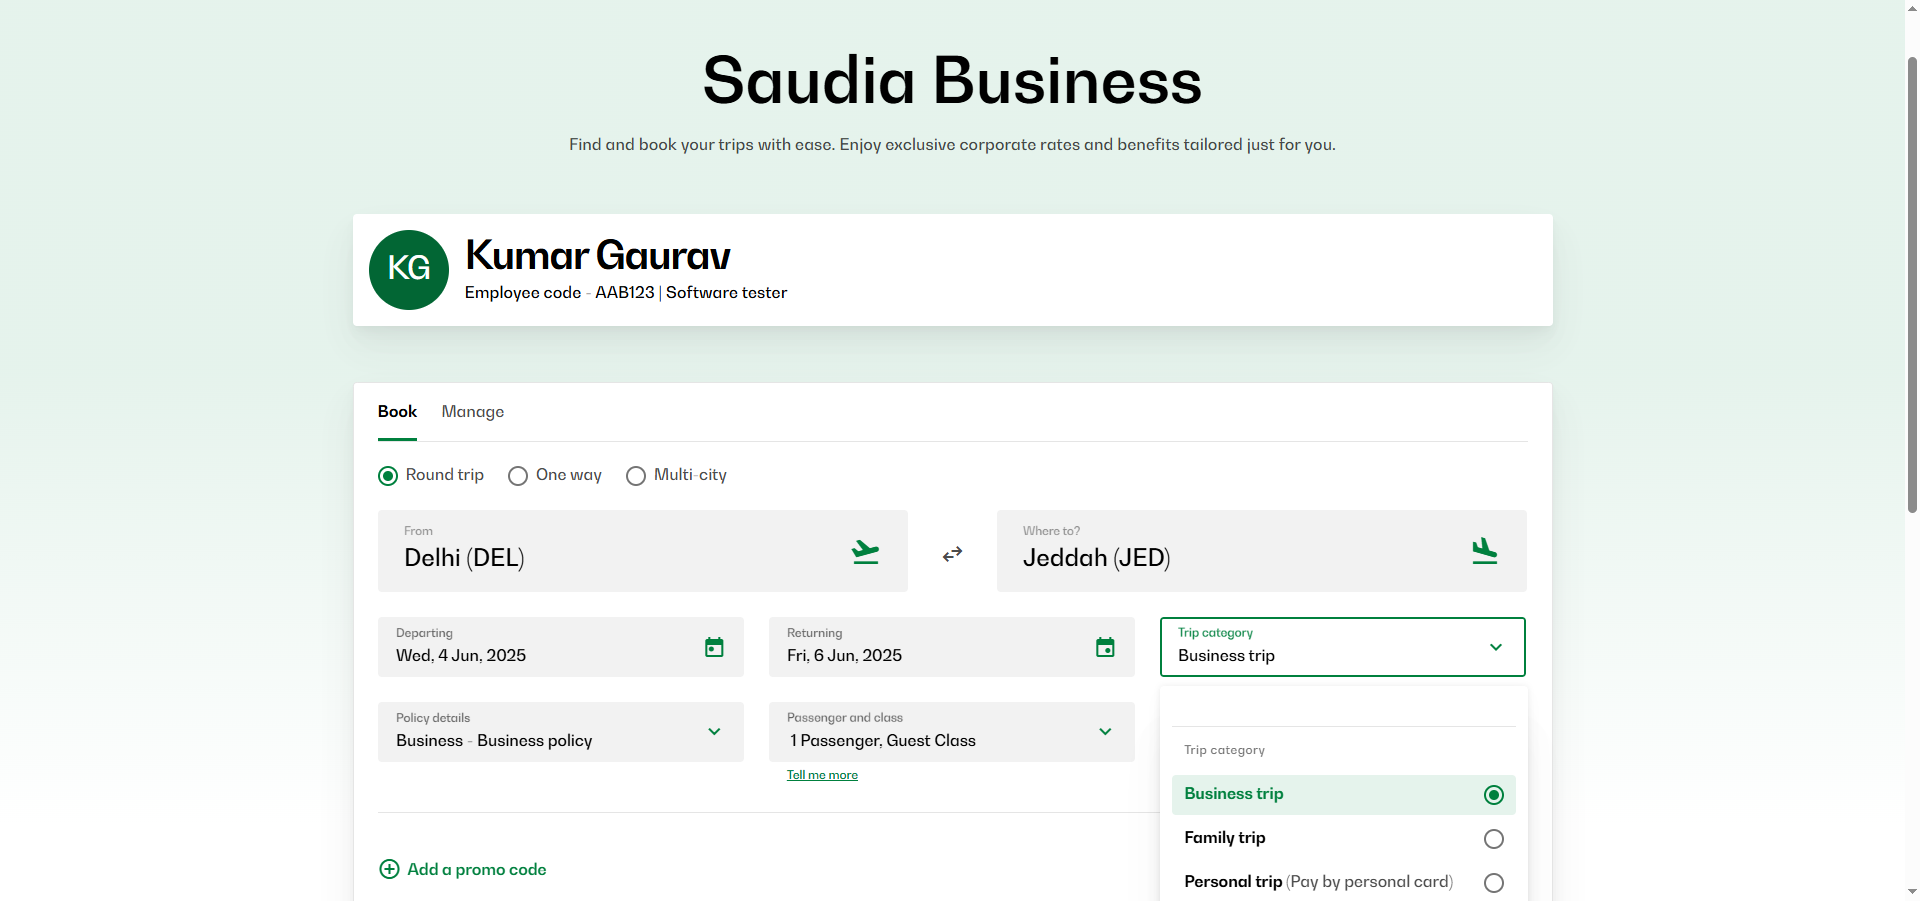 Saudia Business
Find and book your trips with ease. Enjoy exclusive corporate rates and benefits tailored just for you.
KG
Kumar Gaurav
Employee code - AAB123 | Software tester
Book
Manage
Round trip
One way
Multi-city
From
Delhi (DEL)
Where to?
Jeddah (JED)
Departing
Wed, 4 Jun, 2025
Returning
Fri, 6 Jun, 2025
Trip category
Business trip
Policy details
Business - Business policy
Passenger and class
1 Passenger, Guest Class
Tell me more
Trip category
Business trip
Family trip
Personal trip (Pay by personal card)
Add a promo code